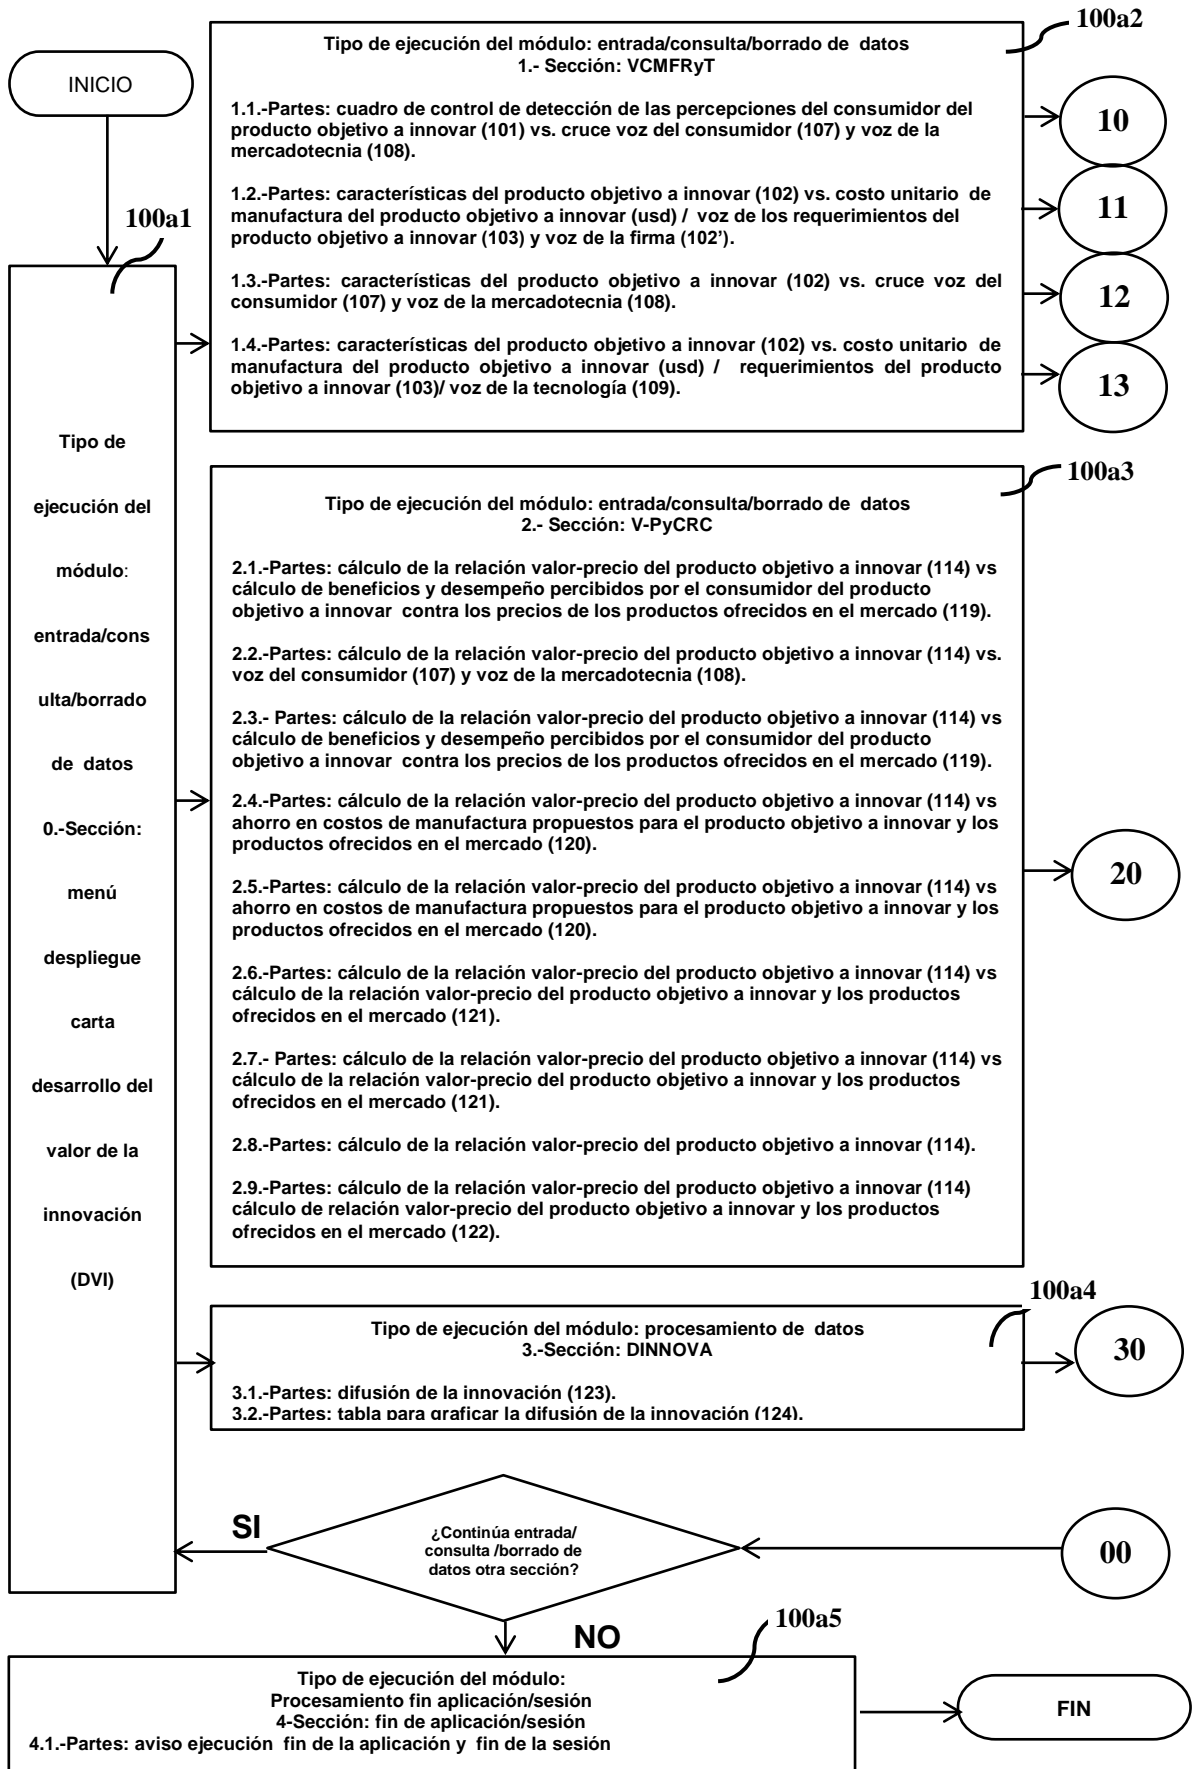 INICIO
100a1
Tipo de
ejecución del
módulo:
entrada/cons
ulta/borrado
de datos
0.-Sección:
menú
despliegue
carta
desarrollo del
valor de la
innovación
(DVI)
100a2
Tipo de ejecución del módulo: entrada/consulta/borrado de datos
1.- Sección: VCMFRyT
1.1.-Partes: cuadro de control de detección de las percepciones del consumidor del
producto objetivo a innovar (101) vs. cruce voz del consumidor (107) y voz de la
mercadotecnia (108).
1.2.-Partes: características del producto objetivo a innovar (102) vs. costo unitario de
manufactura del producto objetivo a innovar (usd) / voz de los requerimientos del
producto objetivo a innovar (103) y voz de la firma (102’).
1.3.-Partes: características del producto objetivo a innovar (102) vs. cruce voz del
consumidor (107) y voz de la mercadotecnia (108).
1.4.-Partes: características del producto objetivo a innovar (102) vs. costo unitario de
manufactura del producto objetivo a innovar (usd) / requerimientos del producto
objetivo a innovar (103)/ voz de la tecnología (109).
10
11
12
13
100a3
Tipo de ejecución del módulo: entrada/consulta/borrado de datos
2.- Sección: V-PyCRC
2.1.-Partes: cálculo de la relación valor-precio del producto objetivo a innovar (114) vs
cálculo de beneficios y desempeño percibidos por el consumidor del producto
objetivo a innovar contra los precios de los productos ofrecidos en el mercado (119).
2.2.-Partes: cálculo de la relación valor-precio del producto objetivo a innovar (114) vs.
voz del consumidor (107) y voz de la mercadotecnia (108).
2.3.- Partes: cálculo de la relación valor-precio del producto objetivo a innovar (114) vs
cálculo de beneficios y desempeño percibidos por el consumidor del producto
objetivo a innovar contra los precios de los productos ofrecidos en el mercado (119).
2.4.-Partes: cálculo de la relación valor-precio del producto objetivo a innovar (114) vs
ahorro en costos de manufactura propuestos para el producto objetivo a innovar y los
productos ofrecidos en el mercado (120).
2.5.-Partes: cálculo de la relación valor-precio del producto objetivo a innovar (114) vs
ahorro en costos de manufactura propuestos para el producto objetivo a innovar y los
productos ofrecidos en el mercado (120).
2.6.-Partes: cálculo de la relación valor-precio del producto objetivo a innovar (114) vs
cálculo de la relación valor-precio del producto objetivo a innovar y los productos
ofrecidos en el mercado (121).
2.7.- Partes: cálculo de la relación valor-precio del producto objetivo a innovar (114) vs
cálculo de la relación valor-precio del producto objetivo a innovar y los productos
ofrecidos en el mercado (121).
2.8.-Partes: cálculo de la relación valor-precio del producto objetivo a innovar (114).
2.9.-Partes: cálculo de la relación valor-precio del producto objetivo a innovar (114)
cálculo de relación valor-precio del producto objetivo a innovar y los productos
ofrecidos en el mercado (122).
20
100a4
Tipo de ejecución del módulo: procesamiento de datos
3.-Sección: DINNOVA
3.1.-Partes: difusión de la innovación (123).
3.2.-Partes: tabla para graficar la difusión de la innovación (124).
30
SI
¿Continúa entrada/
consulta /borrado de
datos otra sección?
00
NO
100a5
Tipo de ejecución del módulo:
Procesamiento fin aplicación/sesión
4-Sección: fin de aplicación/sesión
4.1.-Partes: aviso ejecución fin de la aplicación y fin de la sesión
FIN